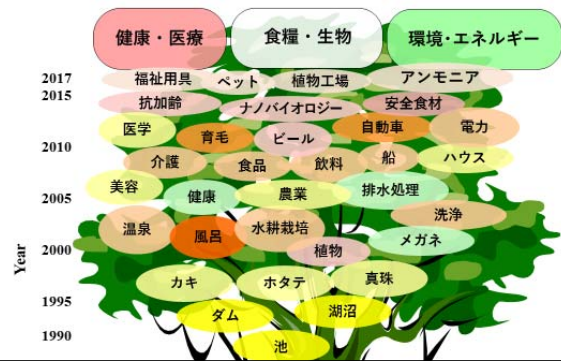 健康・医療 食糧・生物 環境・エネルギー
2017 福祉用具 ペット 植物工場 アンモニア
2015 抗加齢 ナノバイオロジー 安全食材
医学 育毛 ビール 自動車 電力
2010 介護 食品 飲料 船 ハウス
美容 健康 農業 排水処理
2005 洗浄
温泉 風呂 水耕栽培 植物 メガネ
2000
Year
カキ ホタテ 真珠
1995 ダム 湖沼
1990 池